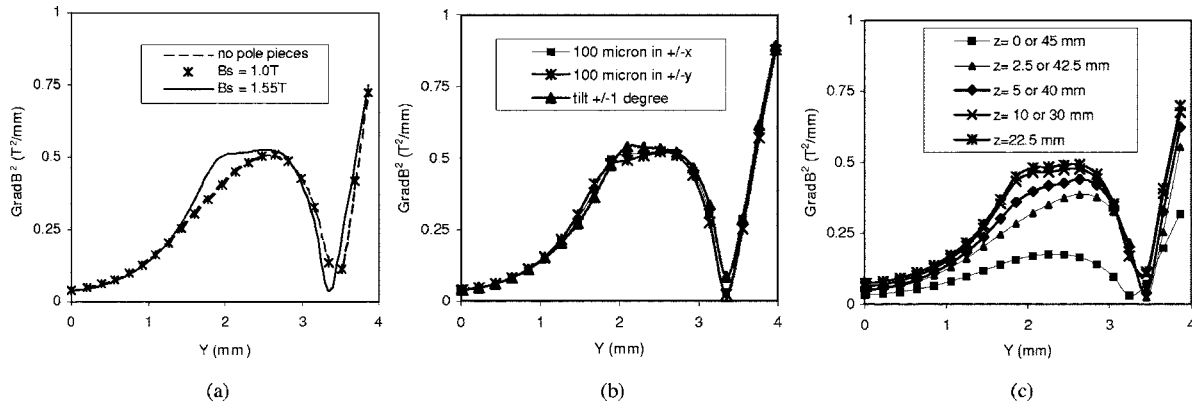 1
0.75
0.5
0.25
0
GradB² (T²/mm)
no pole pieces
Bs = 1.0T
Bs = 1.55T
0 1 2 3 4
Y (mm)
(a)
1
0.75
0.5
0.25
0
GradB² (T²/mm)
100 micron in +/-x
100 micron in +/-y
tilt +/-1 degree
0 1 2 3 4
Y (mm)
(b)
1
0.75
0.5
0.25
0
GradB² (T²/mm)
z= 0 or 45 mm
z= 2.5 or 42.5 mm
z= 5 or 40 mm
z= 10 or 30 mm
z=22.5 mm
0 1 2 3 4
Y (mm)
(c)